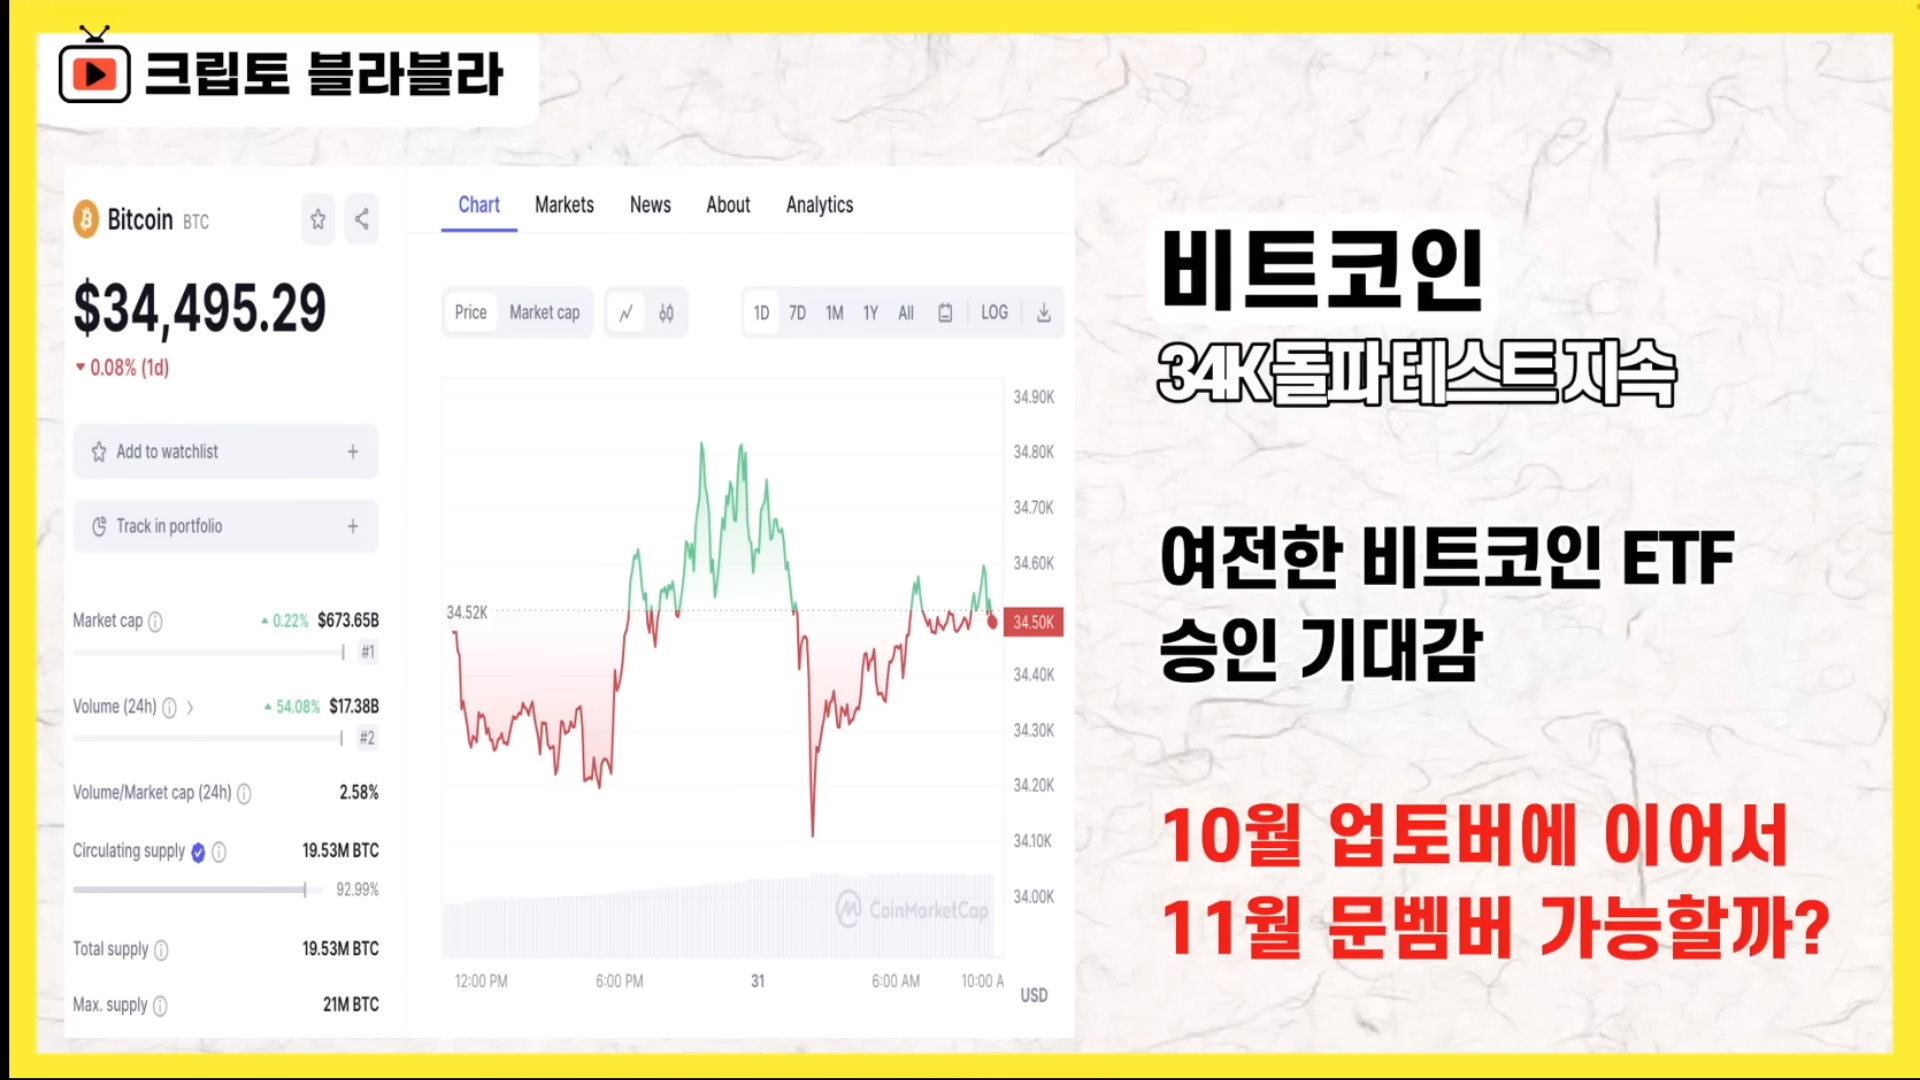 크립토 블라블라
Bitcoin BTC
$34,495.29
0.08% (1d)
Add to watchlist +
Track in portfolio +
Market cap 0.22% $673.65B
#1
Volume (24h) 54.08% $17.38B
#2
Volume/Market cap (24h) 2.58%
Circulating supply 19.53M BTC
92.99%
Total supply 19.53M BTC
Max. supply 21M BTC
Chart Markets News About Analytics
Price Market cap 1D 7D 1M 1Y All LOG
34.90K
34.80K
34.70K
34.60K
34.52K
34.50K
34.40K
34.30K
34.20K
34.10K
34.00K
CoinMarketCap
12:00 PM 6:00 PM 31 6:00 AM 10:00 A
USD
비트코인
34K 돌파 테스트 지속
여전한 비트코인 ETF
승인 기대감
10월 업토버에 이어서
11월 문벰버 가능할까?